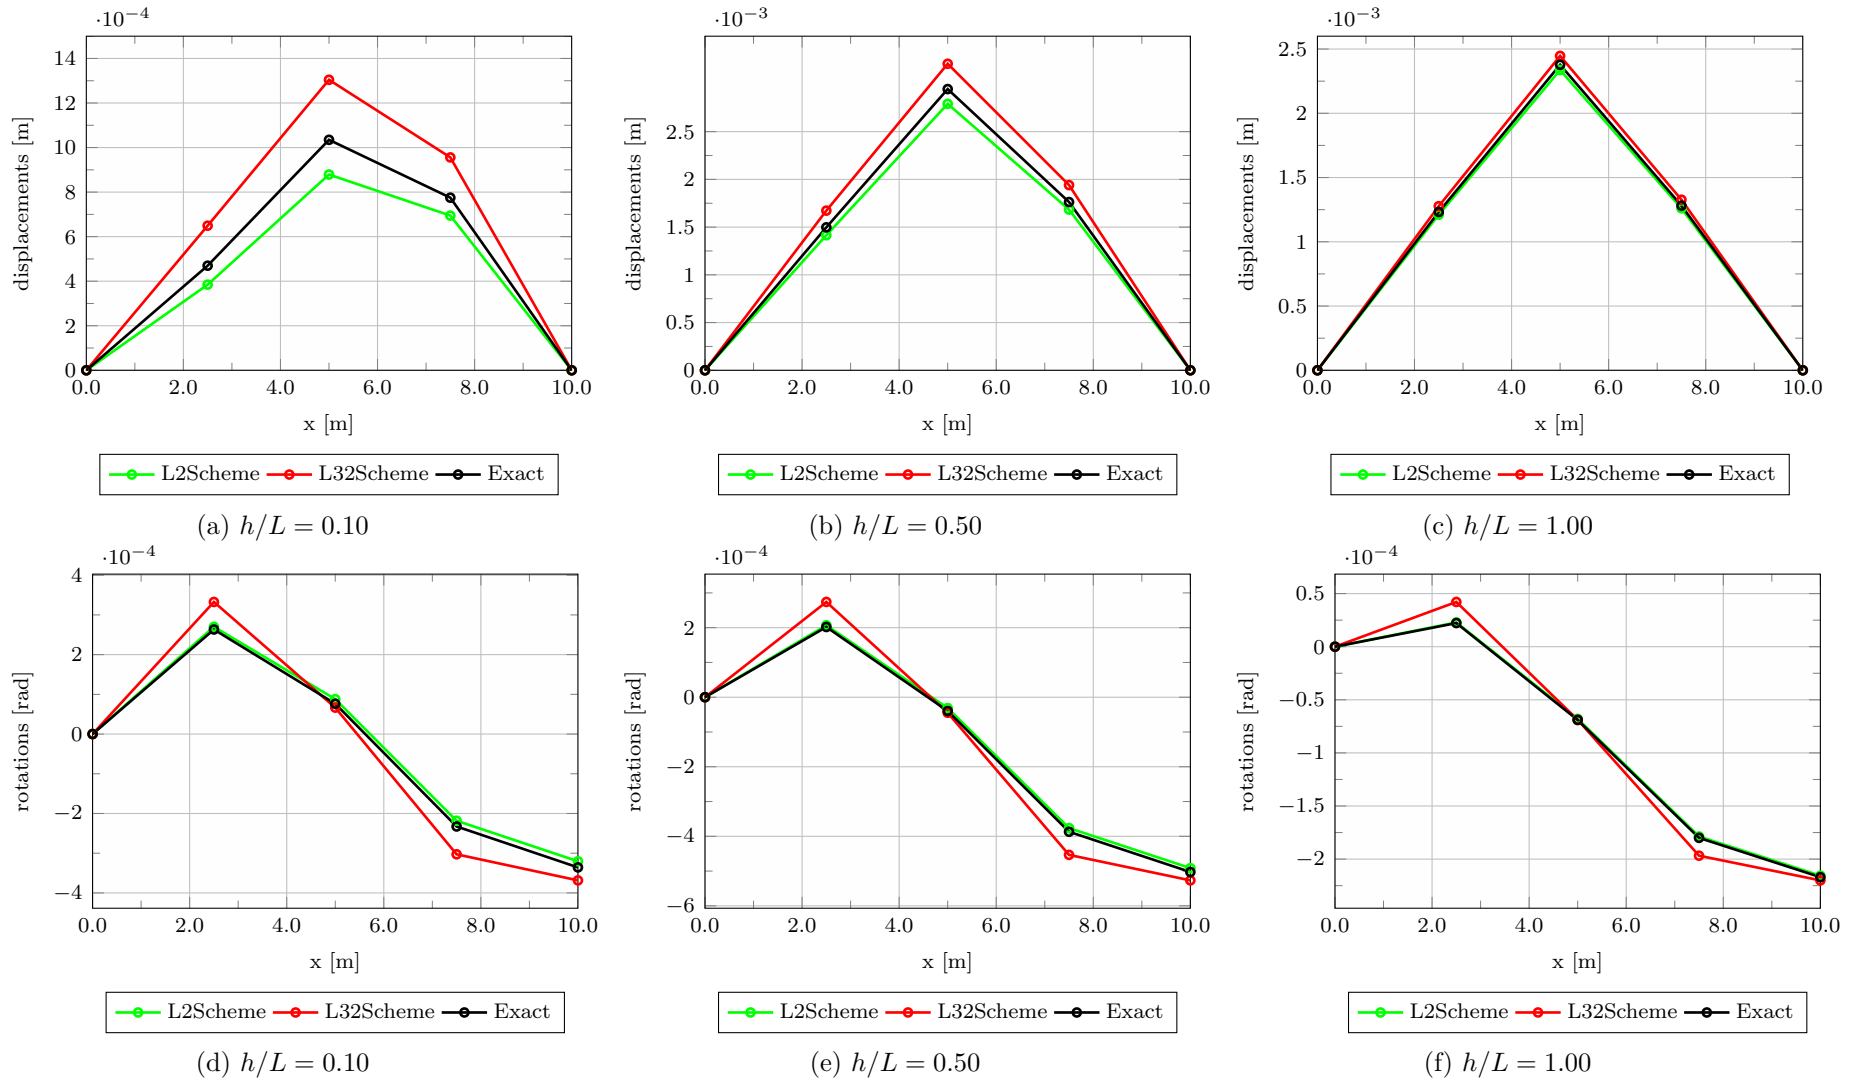 ·10⁻⁴
displacements [m]
14
12
10
8
6
4
2
0
0.0 2.0 4.0 6.0 8.0 10.0
x [m]
L2Scheme L32Scheme Exact
(a) h/L = 0.10
·10⁻³
displacements [m]
2.5
2
1.5
1
0.5
0
0.0 2.0 4.0 6.0 8.0 10.0
x [m]
L2Scheme L32Scheme Exact
(b) h/L = 0.50
·10⁻³
displacements [m]
2.5
2
1.5
1
0.5
0
0.0 2.0 4.0 6.0 8.0 10.0
x [m]
L2Scheme L32Scheme Exact
(c) h/L = 1.00
·10⁻⁴
rotations [rad]
4
2
0
−2
−4
0.0 2.0 4.0 6.0 8.0 10.0
x [m]
L2Scheme L32Scheme Exact
(d) h/L = 0.10
·10⁻⁴
rotations [rad]
2
0
−2
−4
−6
0.0 2.0 4.0 6.0 8.0 10.0
x [m]
L2Scheme L32Scheme Exact
(e) h/L = 0.50
·10⁻⁴
rotations [rad]
0.5
0
−0.5
−1
−1.5
−2
0.0 2.0 4.0 6.0 8.0 10.0
x [m]
L2Scheme L32Scheme Exact
(f) h/L = 1.00